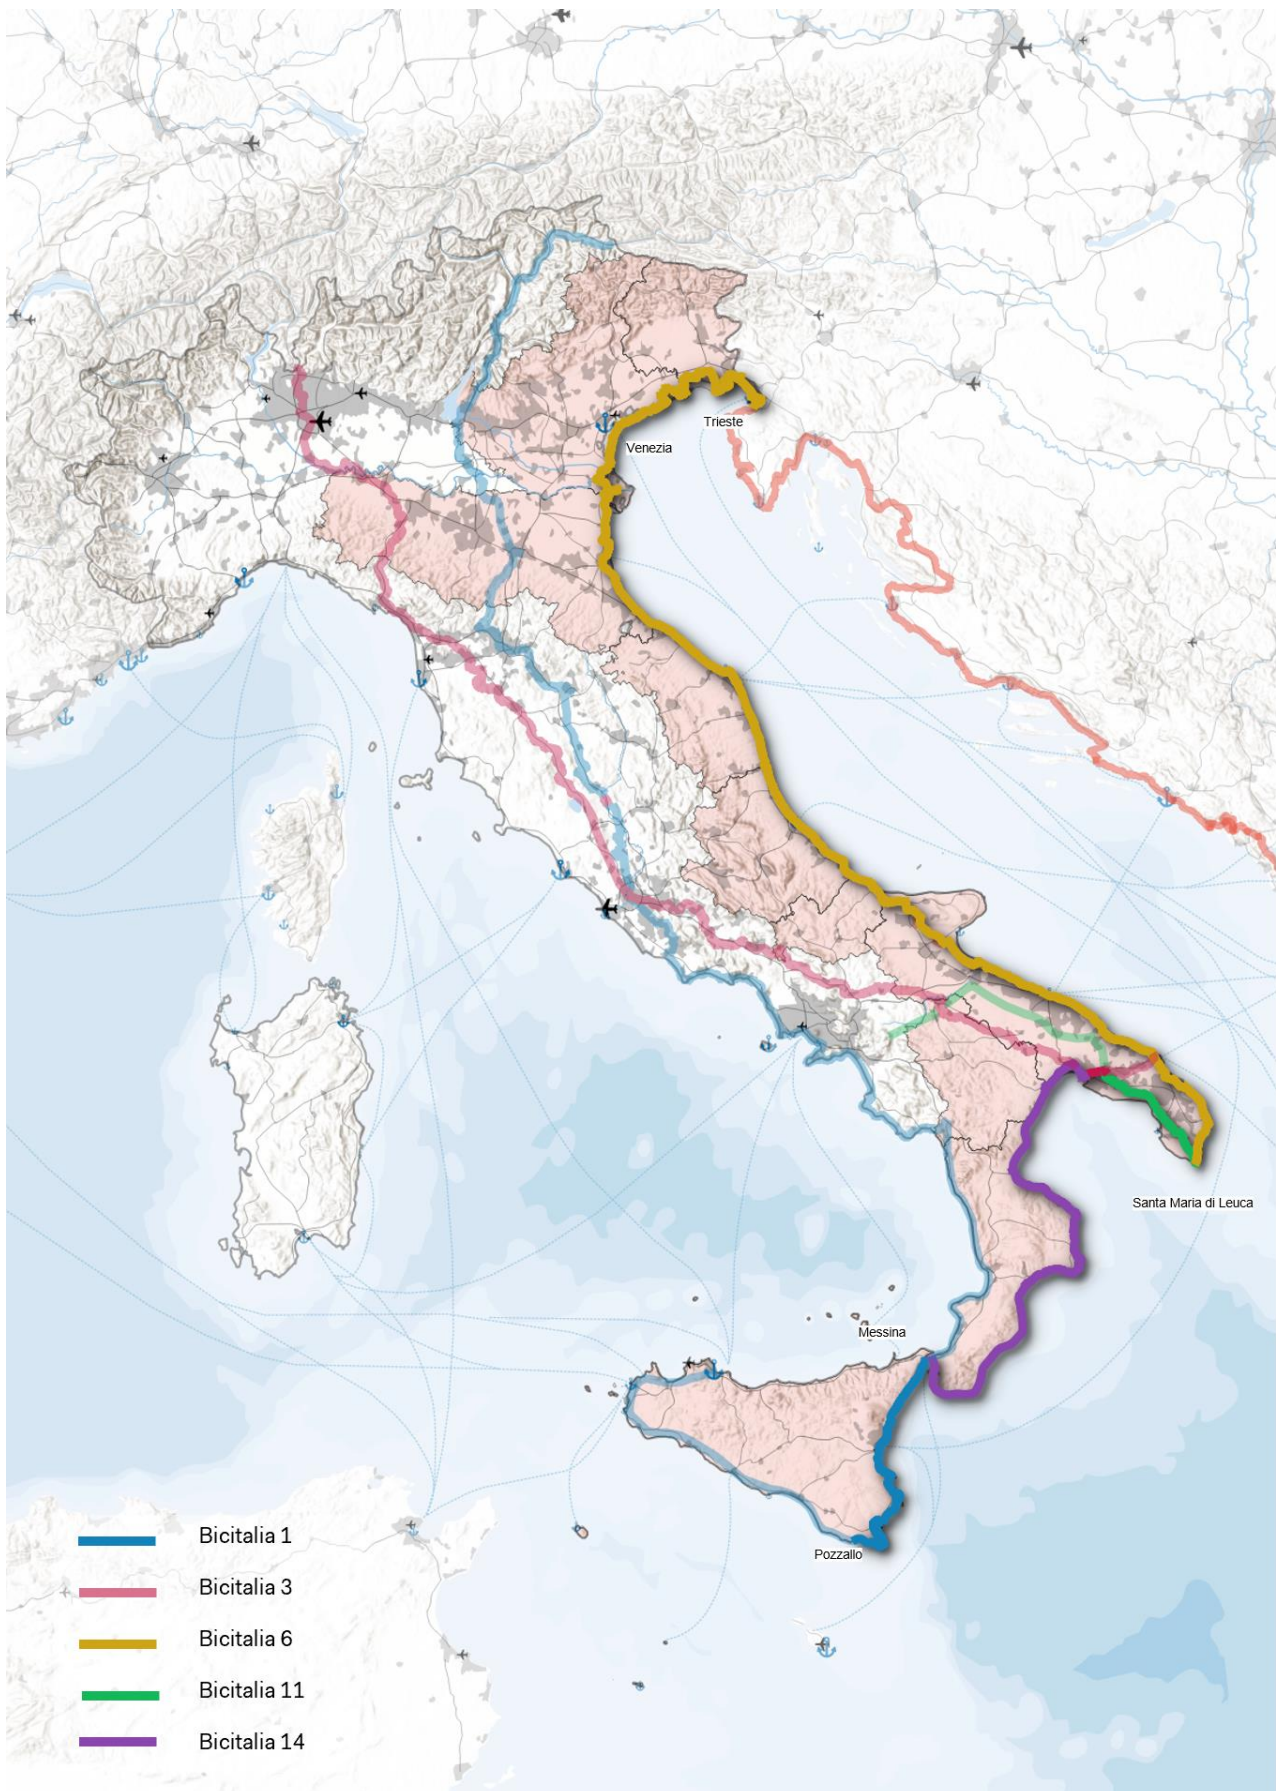 Trieste
Venezia
Santa Maria di Leuca
Messina
Pozzallo
Bicitalia 1
Bicitalia 3
Bicitalia 6
Bicitalia 11
Bicitalia 14